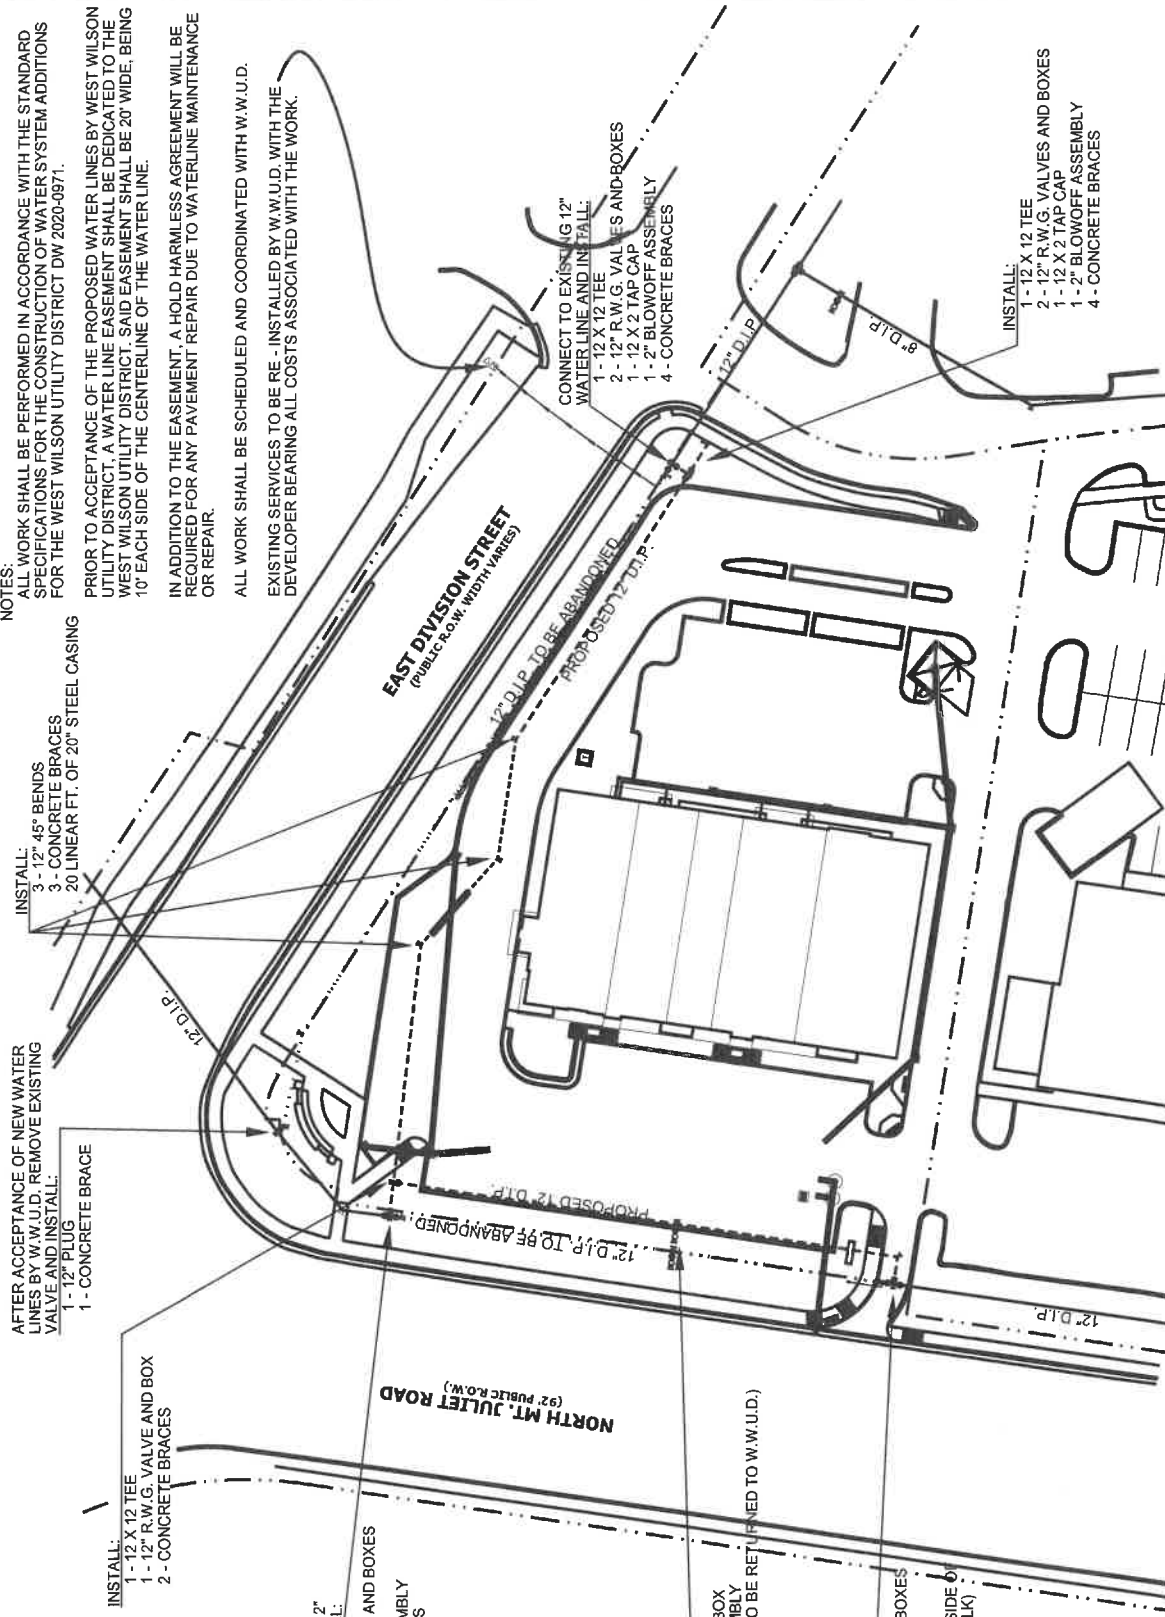 NOTES:
ALL WORK SHALL BE PERFORMED IN ACCORDANCE WITH THE STANDARD
SPECIFICATIONS FOR THE CONSTRUCTION OF WATER SYSTEM ADDITIONS
FOR THE WEST WILSON UTILITY DISTRICT DW 2020-0971.
PRIOR TO ACCEPTANCE OF THE PROPOSED WATER LINES BY WEST WILSON
UTILITY DISTRICT, A WATER LINE EASEMENT SHALL BE DEDICATED TO THE
WEST WILSON UTILITY DISTRICT. SAID EASEMENT SHALL BE 20' WIDE, BEING
10' EACH SIDE OF THE CENTERLINE OF THE WATER LINE.
IN ADDITION TO THE EASEMENT, A HOLD HARMLESS AGREEMENT WILL BE
REQUIRED FOR ANY PAVEMENT REPAIR DUE TO WATERLINE MAINTENANCE
OR REPAIR.
ALL WORK SHALL BE SCHEDULED AND COORDINATED WITH W.W.U.D.
EXISTING SERVICES TO BE RE - INSTALLED BY W.W.U.D. WITH THE
DEVELOPER BEARING ALL COSTS ASSOCIATED WITH THE WORK.
INSTALL:
3 - 12" 45° BENDS
3 - CONCRETE BRACES
20 LINEAR FT. OF 20" STEEL CASING
AFTER ACCEPTANCE OF NEW WATER
LINES BY W.W.U.D. REMOVE EXISTING
VALVE AND INSTALL:
1 - 12" PLUG
1 - CONCRETE BRACE
INSTALL:
1 - 12 X 12 TEE
1 - 12" R.W.G. VALVE AND BOX
2 - CONCRETE BRACES
CONNECT TO EXISTING 12"
WATER LINE AND INSTALL:
1 - 12 X 12 TEE
2 - 12" R.W.G. VALVES AND BOXES
1 - 12 X 2 TAP CAP
1 - 2" BLOWOFF ASSEMBLY
4 - CONCRETE BRACES
INSTALL:
1 - 12 X 12 TEE
2 - 12" R.W.G. VALVES AND BOXES
1 - 12 X 2 TAP CAP
1 - 2" BLOWOFF ASSEMBLY
4 - CONCRETE BRACES
EAST DIVISION STREET
(PUBLIC R.O.W. WIDTH VARIES)
12" D.I.P. TO BE ABANDONED
PROPOSED 12" D.I.P.
12" D.I.P.
8" D.I.P.
12" D.I.P.
PROPOSED 12" D.I.P.
12" D.I.P. TO BE ABANDONED
12" D.I.P.
NORTH MT. JULIET ROAD
(92' PUBLIC R.O.W.)
2"
L:
AND BOXES
MBLY
S
BOX
MBLY
O BE RETURNED TO W.W.U.D.)
BOXES
SIDE OF
LK)